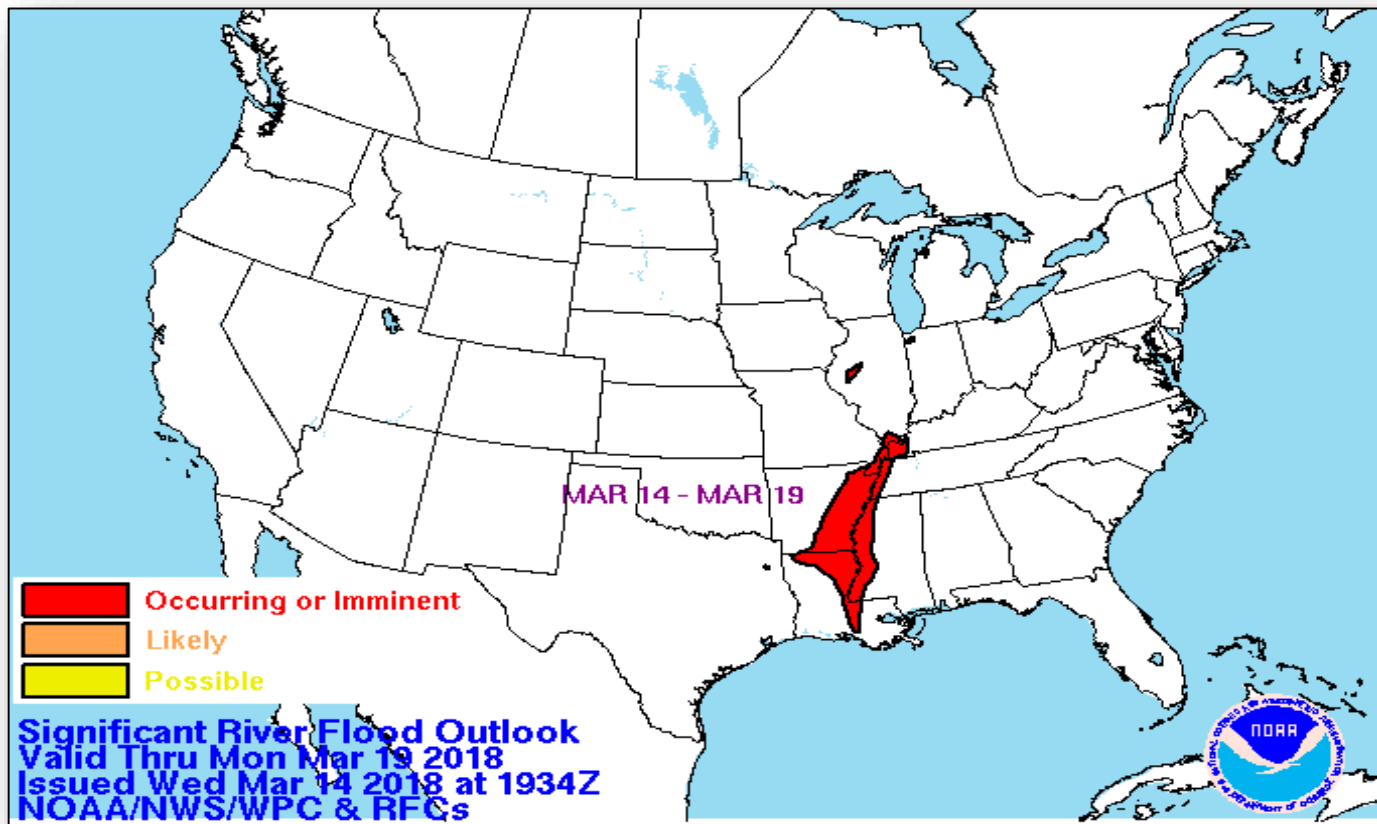 MAR 14 - MAR 19
Occurring or Imminent
Likely
Possible
Significant River Flood Outlook
Valid Thru Mon Mar 19 2018
Issued Wed Mar 14 2018 at 1934Z
NOAA/NWS/WPC & RFCs
NOAA